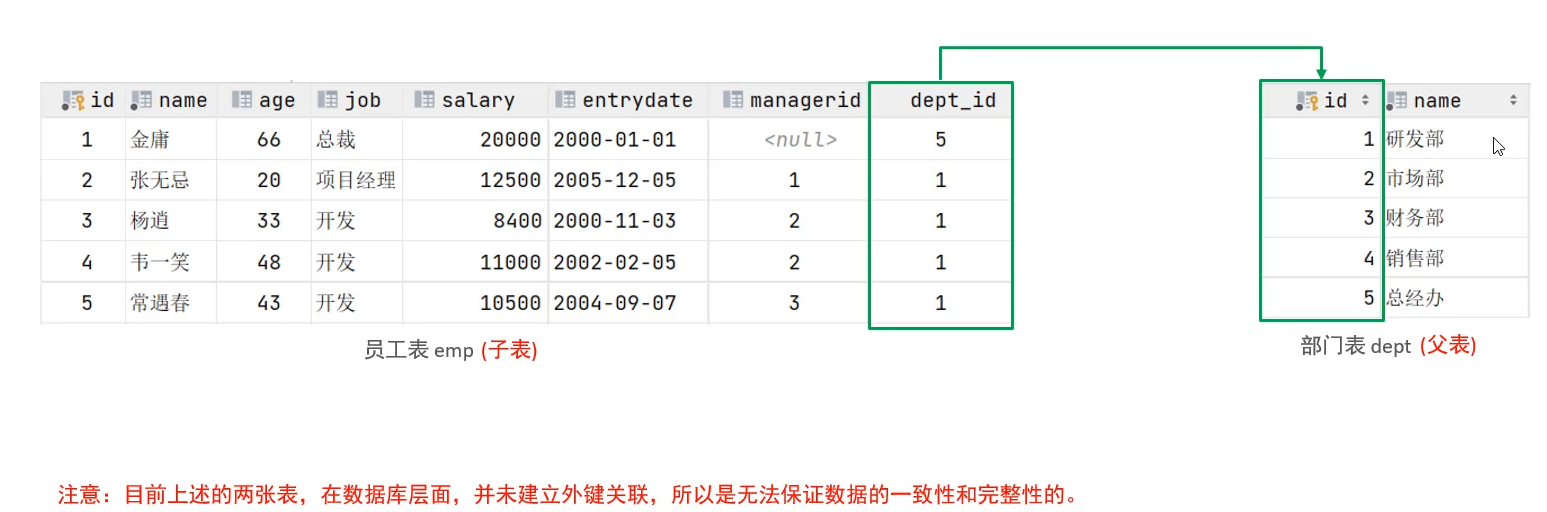 id name age job salary entrydate managerid dept_id
1 金庸 66 总裁 20000 2000-01-01 <null> 5
2 张无忌 20 项目经理 12500 2005-12-05 1 1
3 杨逍 33 开发 8400 2000-11-03 2 1
4 韦一笑 48 开发 11000 2002-02-05 2 1
5 常遇春 43 开发 10500 2004-09-07 3 1
员工表 emp (子表)
id name
1 研发部
2 市场部
3 财务部
4 销售部
5 总经办
部门表 dept (父表)
注意：目前上述的两张表，在数据库层面，并未建立外键关联，所以是无法保证数据的一致性和完整性的。